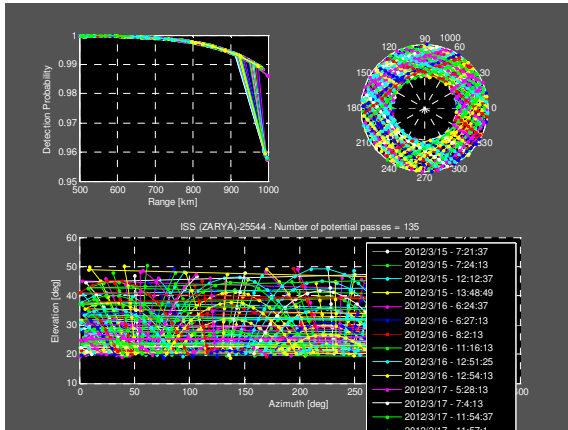 1
0.99
0.98
0.97
0.96
0.95
Detection Probability
500 600 700 800 900 1000
Range [km]
90 1000
120 60
150 30
180 0
210 330
240 300
270
ISS (ZARYA)-25544 - Number of potential passes = 135
60
50
40
30
20
10
Elevation [deg]
0 50 100 150 200 250
Azimuth [deg]
2012/3/15 - 7:21:37
2012/3/15 - 7:24:13
2012/3/15 - 12:12:37
2012/3/15 - 13:48:49
2012/3/16 - 6:24:37
2012/3/16 - 6:27:13
2012/3/16 - 8:2:13
2012/3/16 - 11:16:13
2012/3/16 - 12:51:25
2012/3/16 - 12:54:13
2012/3/17 - 5:28:13
2012/3/17 - 7:4:13
2012/3/17 - 11:54:37